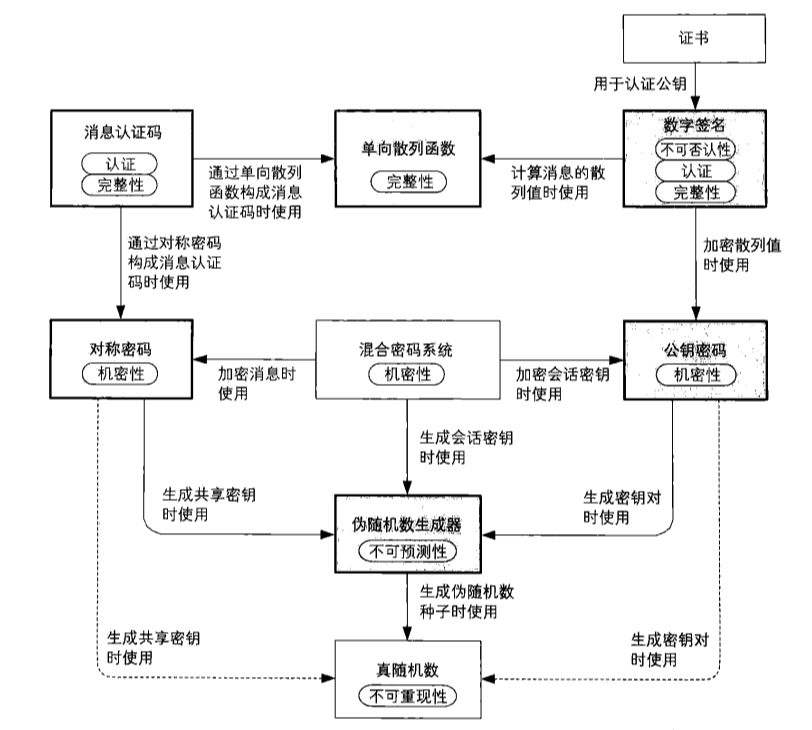 证书
用于认证公钥
消息认证码
认证
完整性
通过单向散列
函数构成消息
认证码时使用
单向散列函数
完整性
计算消息的散
列值时使用
数字签名
不可否认性
认证
完整性
通过对称密码
构成消息认证
码时使用
加密散列值
时使用
对称密码
机密性
加密消息时
使用
混合密码系统
机密性
加密会话密钥
时使用
公钥密码
机密性
生成会话密钥
时使用
生成共享密钥
时使用
伪随机数生成器
不可预测性
生成密钥对
时使用
生成伪随机数
种子时使用
生成共享密钥
时使用
真随机数
不可重现性
生成密钥对
时使用